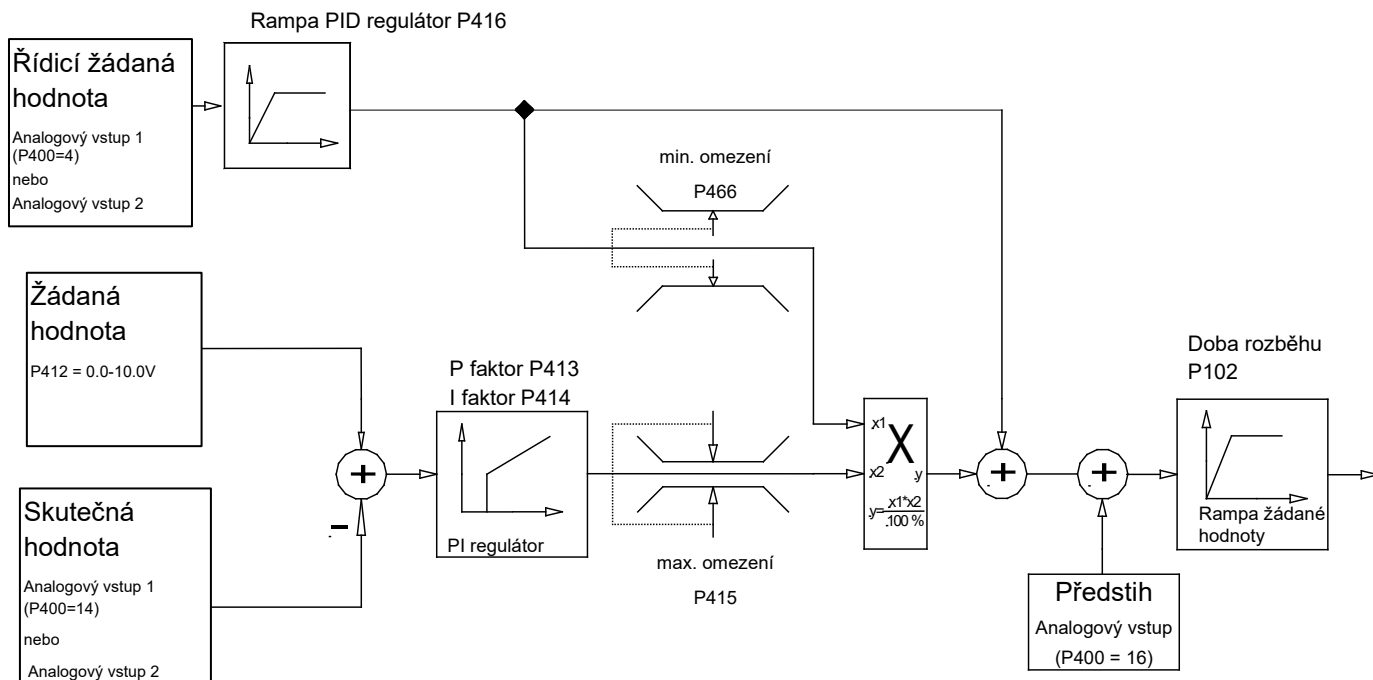 Rampa PID regulátor P416
Řídicí žádaná
hodnota
Analogový vstup 1
(P400=4)
nebo
Analogový vstup 2
min. omezení
P466
Žádaná
hodnota
P412 = 0.0-10.0V
P faktor P413
I faktor P414
PI regulátor
Skutečná
hodnota
Analogový vstup 1
(P400=14)
nebo
Analogový vstup 2
+
-
max. omezení
P415
x1
X
x2
y
y=x1*x2
100 %
+
+
Doba rozběhu
P102
Rampa žádané
hodnoty
Předstih
Analogový vstup
(P400 = 16)